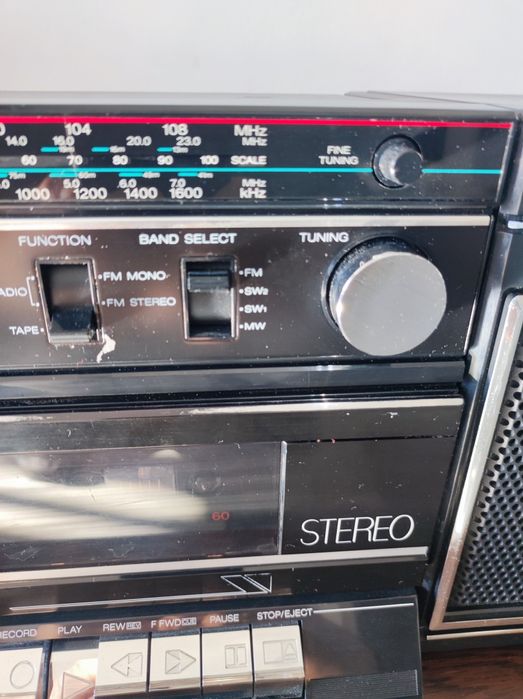 104 108 MHz
14.0 16.0 20.0 23.0 MHz
FINE
TUNING
60 70 80 90 100 SCALE
5.0 6.0 7.0 MHz
1000 1200 1400 1600 KHz
FUNCTION BAND SELECT TUNING
•FM MONO
•FM
•SW2
•FM STEREO
•SW1
TAPE
•MW
60
STEREO
RECORD PLAY REW REV F FWD CUE PAUSE STOP/EJECT